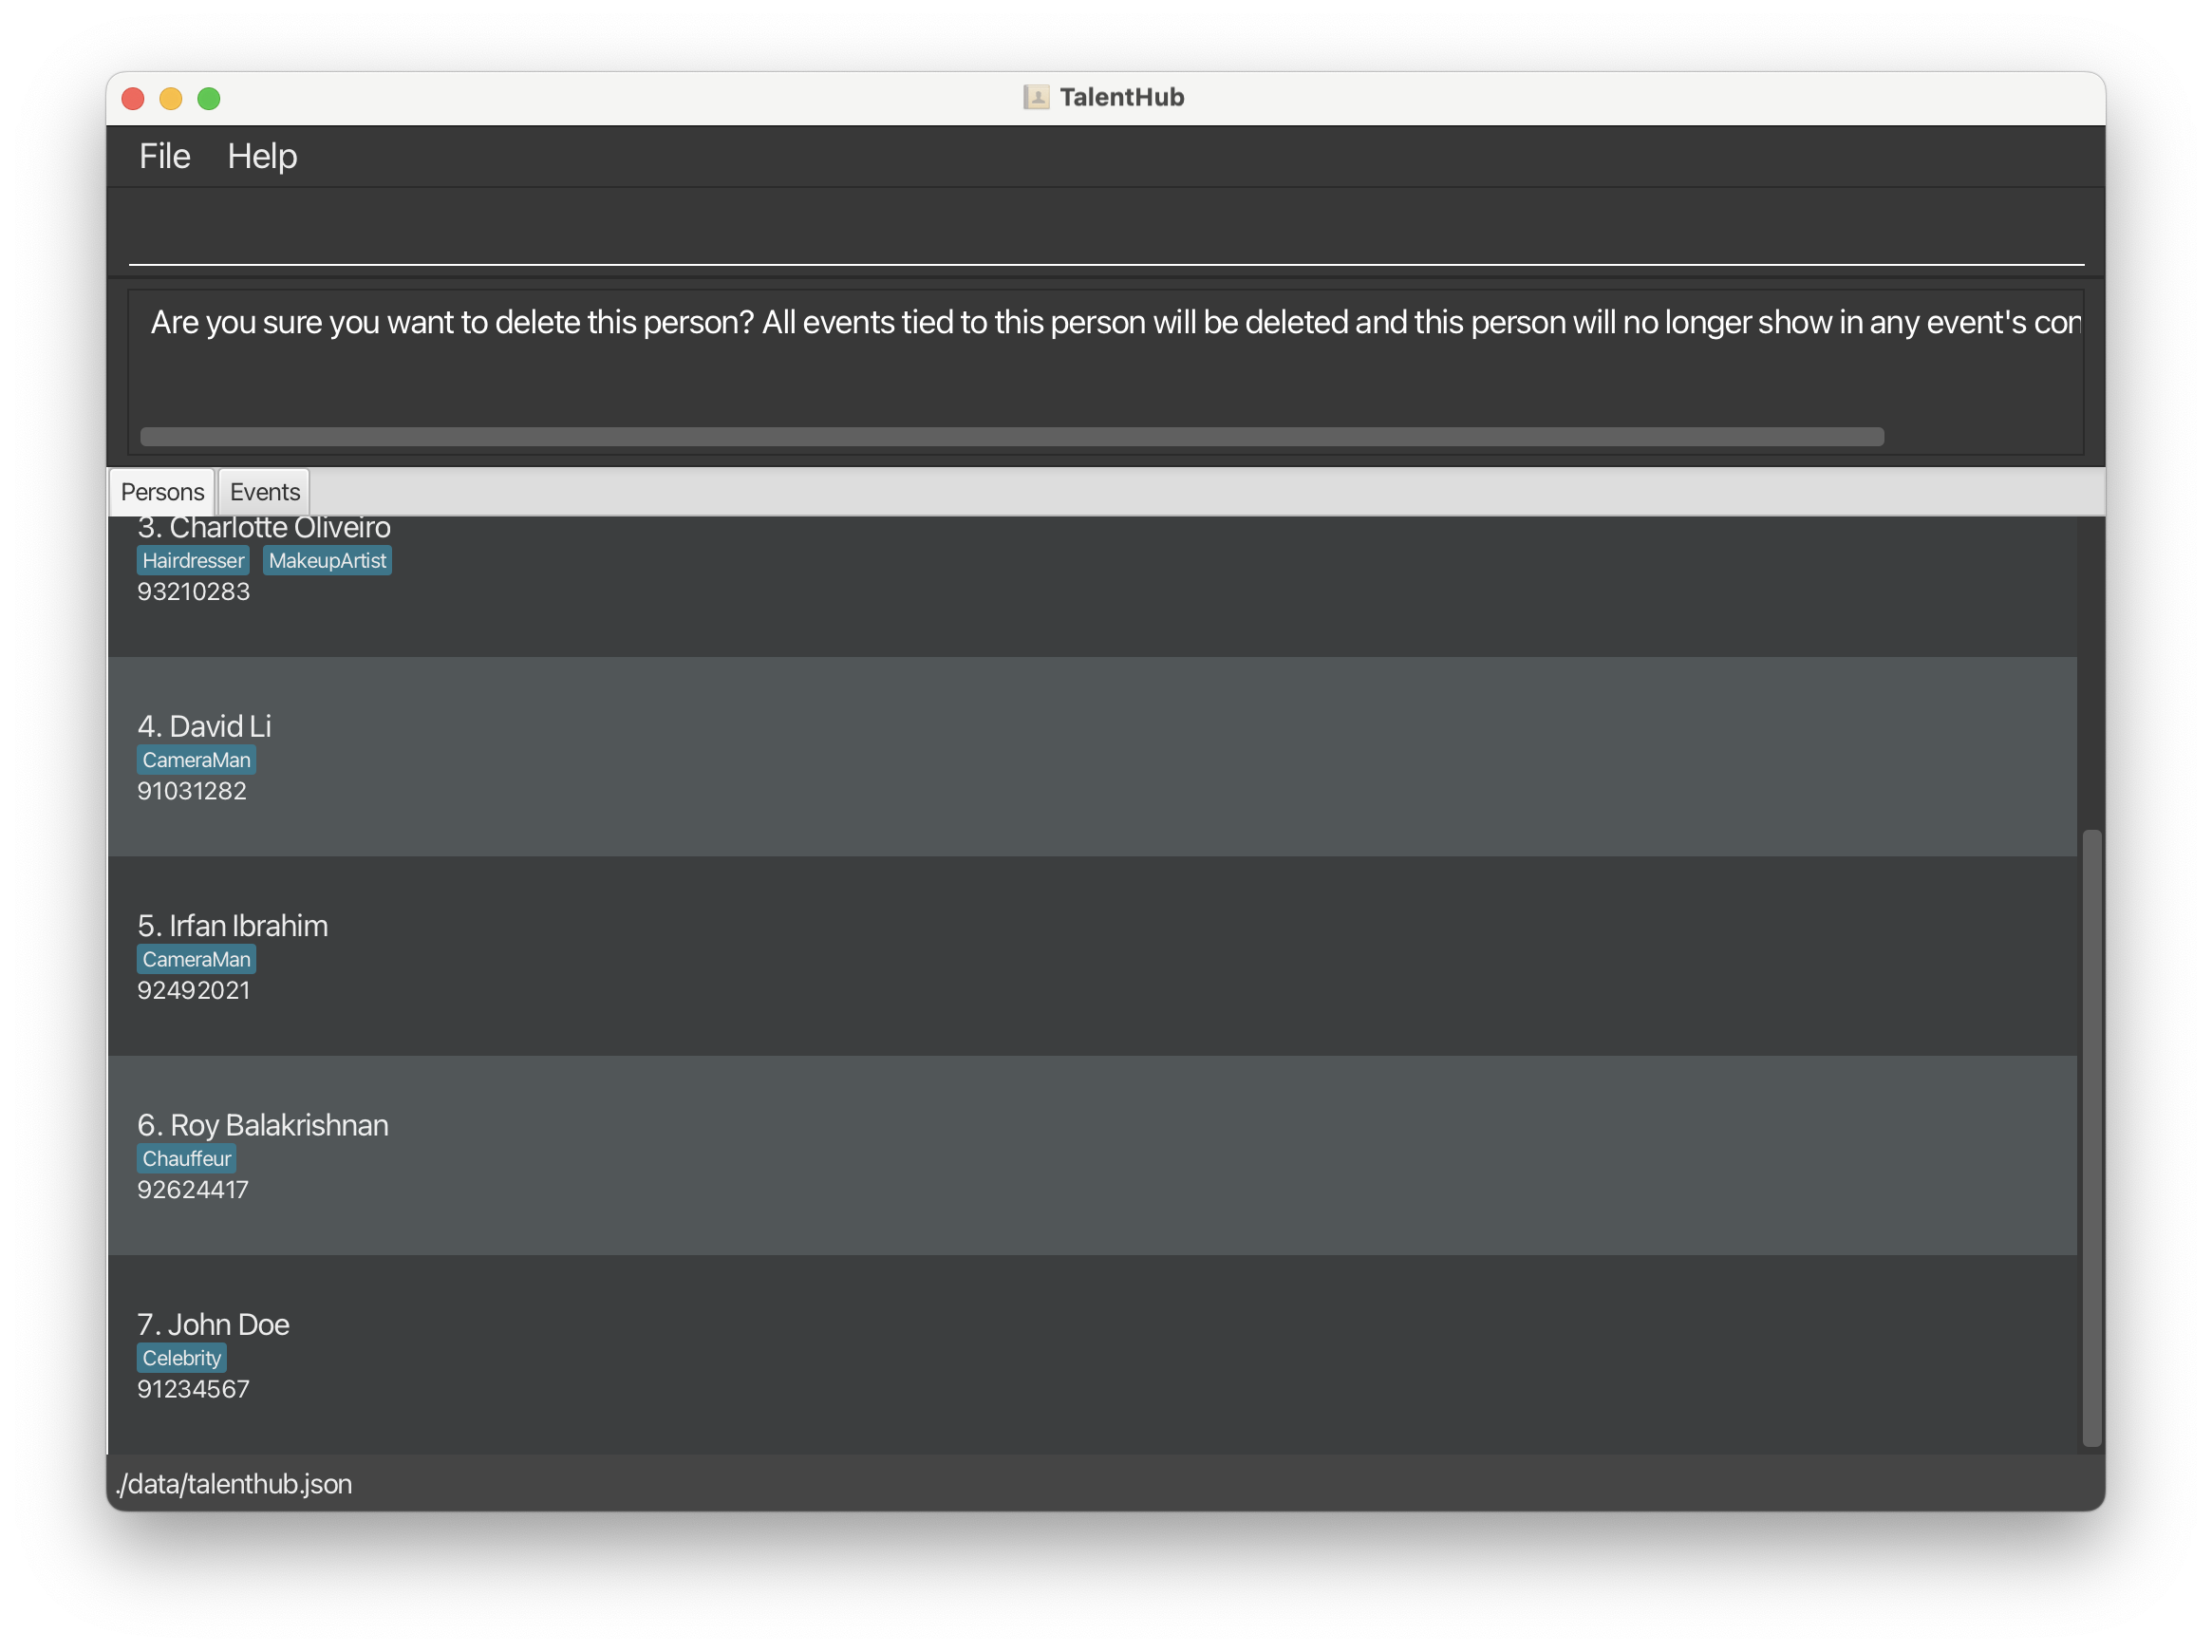 TalentHub
File Help
Are you sure you want to delete this person? All events tied to this person will be deleted and this person will no longer show in any event's con
Persons Events
3. Charlotte Oliveiro
Hairdresser MakeupArtist
93210283
4. David Li
CameraMan
91031282
5. Irfan Ibrahim
CameraMan
92492021
6. Roy Balakrishnan
Chauffeur
92624417
7. John Doe
Celebrity
91234567
./data/talenthub.json